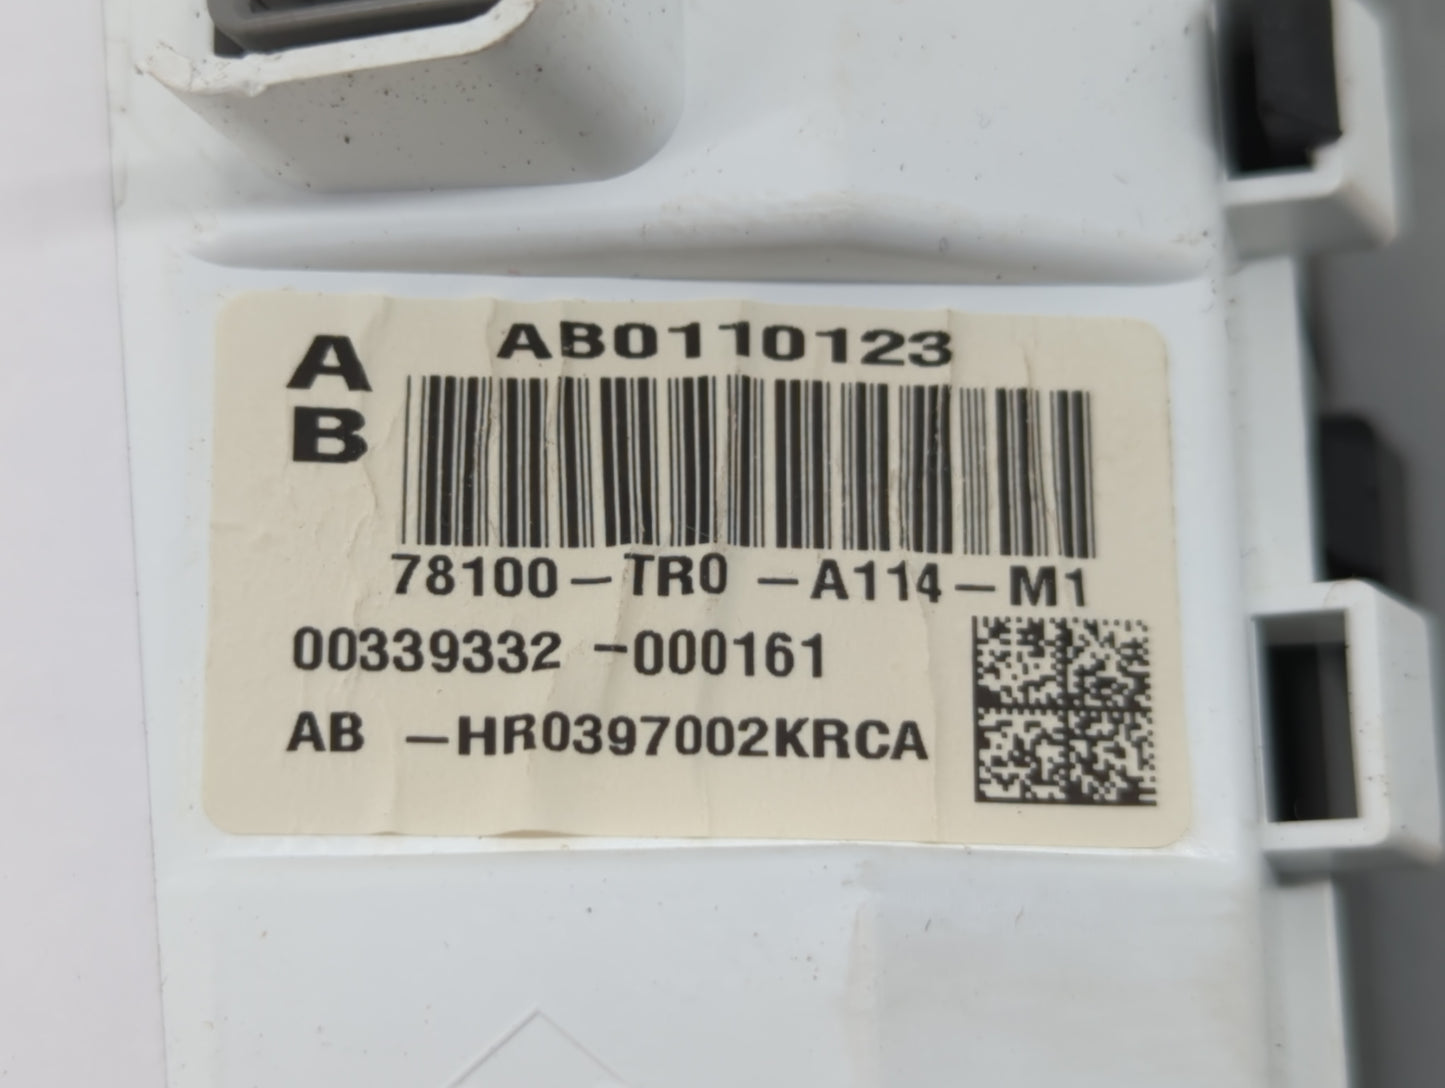 A
B
AB0110123
78100-TR0 -A114-M1
00339332 -000161
AB -HR0397002KRCA